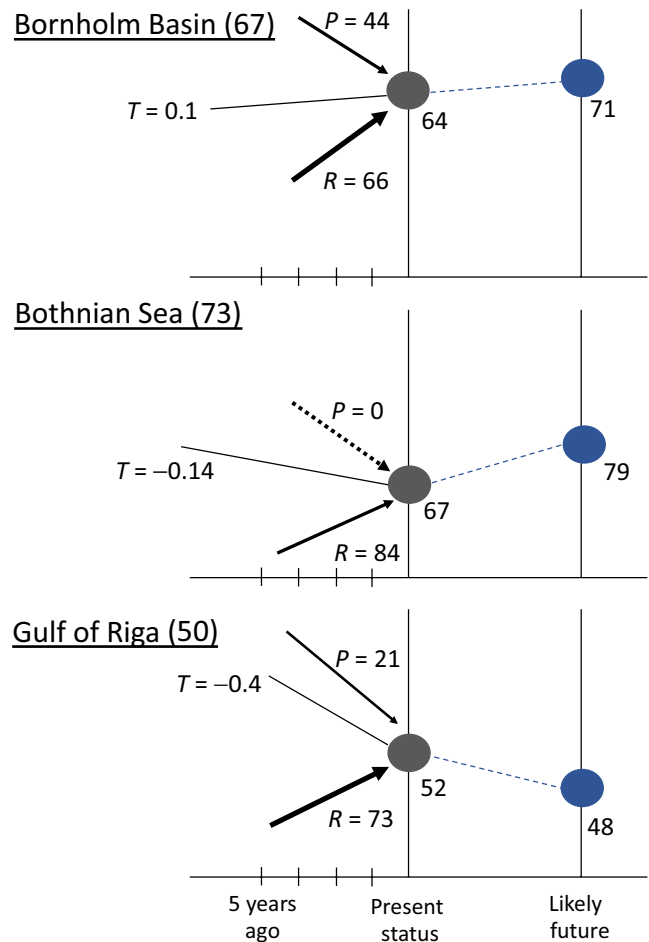 Bornholm Basin (67)
P = 44
T = 0.1
64
71
R = 66
Bothnian Sea (73)
P = 0
T = −0.14
67
79
R = 84
Gulf of Riga (50)
P = 21
T = −0.4
52
48
R = 73
5 years
ago
Present
status
Likely
future